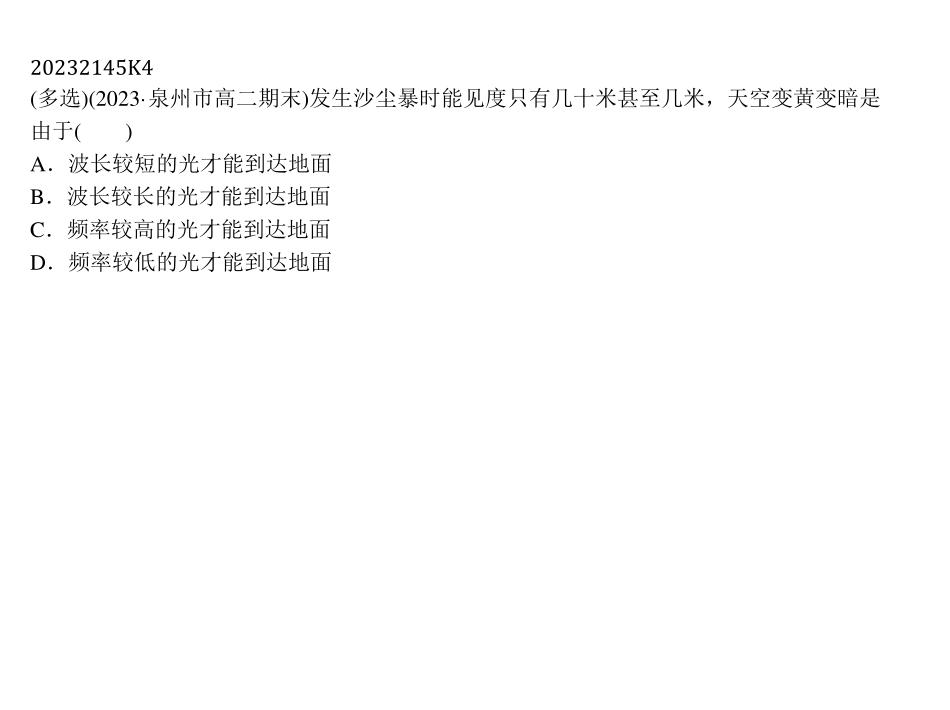 20232145K4
(多选)(2023·泉州市高二期末)发生沙尘暴时能见度只有几十米甚至几米，天空变黄变暗是
由于(　　)
A．波长较短的光才能到达地面
B．波长较长的光才能到达地面
C．频率较高的光才能到达地面
D．频率较低的光才能到达地面